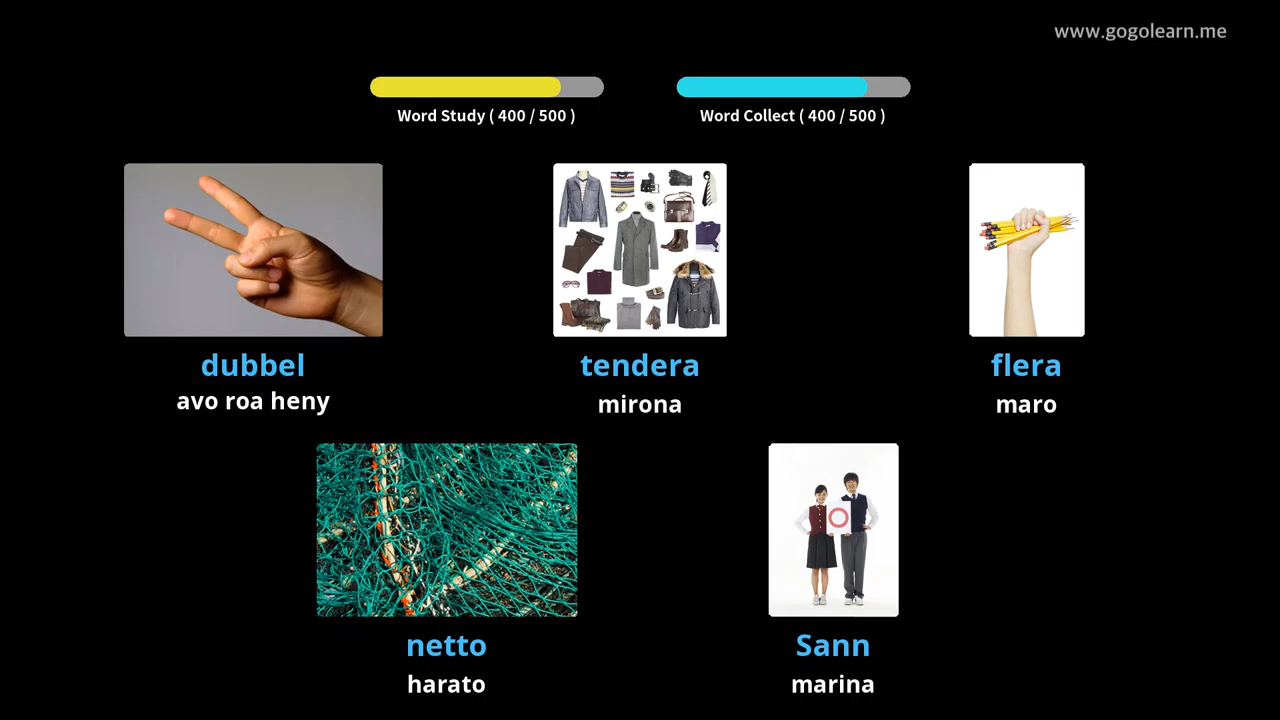 www.gogolearn.me
Word Study ( 400 / 500 )
Word Collect ( 400 / 500 )
dubbel
avo roa heny
tendera
mirona
flera
maro
netto
harato
Sann
marina